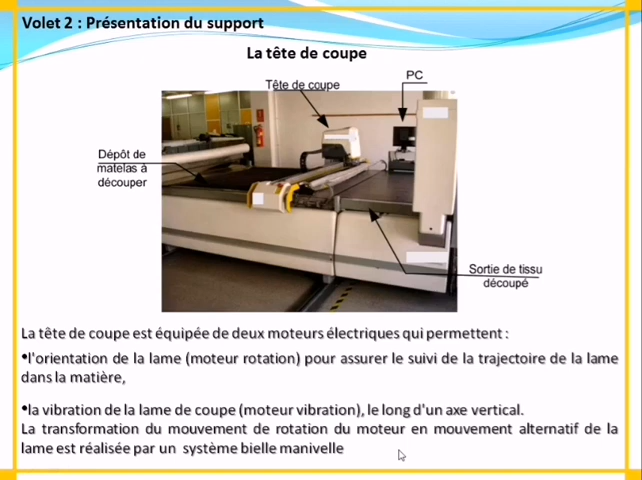 Volet 2 : Présentation du support
La tête de coupe
Tête de coupe
PC
Dépôt de
matelas à
découper
Sortie de tissu
découpé
La tête de coupe est équipée de deux moteurs électriques qui permettent :
•l'orientation de la lame (moteur rotation) pour assurer le suivi de la trajectoire de la lame
dans la matière,
•la vibration de la lame de coupe (moteur vibration), le long d'un axe vertical.
La transformation du mouvement de rotation du moteur en mouvement alternatif de la
lame est réalisée par un système bielle manivelle